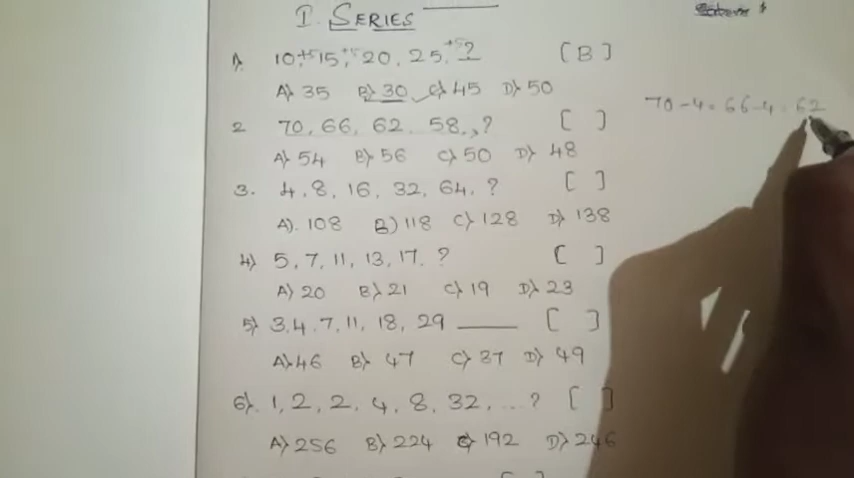 I. SERIES
1). 10, +5 15, +5 20, 25, +5 ? [B]
A) 35 B) 30 C) 45 D) 50
2 70, 66, 62, 58, ? [ ]
70-4=66-4=62
A) 54 B) 56 C) 50 D) 48
3. 4, 8, 16, 32, 64, ? [ ]
A). 108 B) 118 C) 128 D) 138
4) 5, 7, 11, 13, 17, ? [ ]
A) 20 B) 21 C) 19 D) 23
5) 3, 4, 7, 11, 18, 29 ____ [ ]
A) 46 B) 47 C) 37 D) 49
6). 1, 2, 2, 4, 8, 32, ... ? [ ]
A) 256 B) 224 C) 192 D) 246